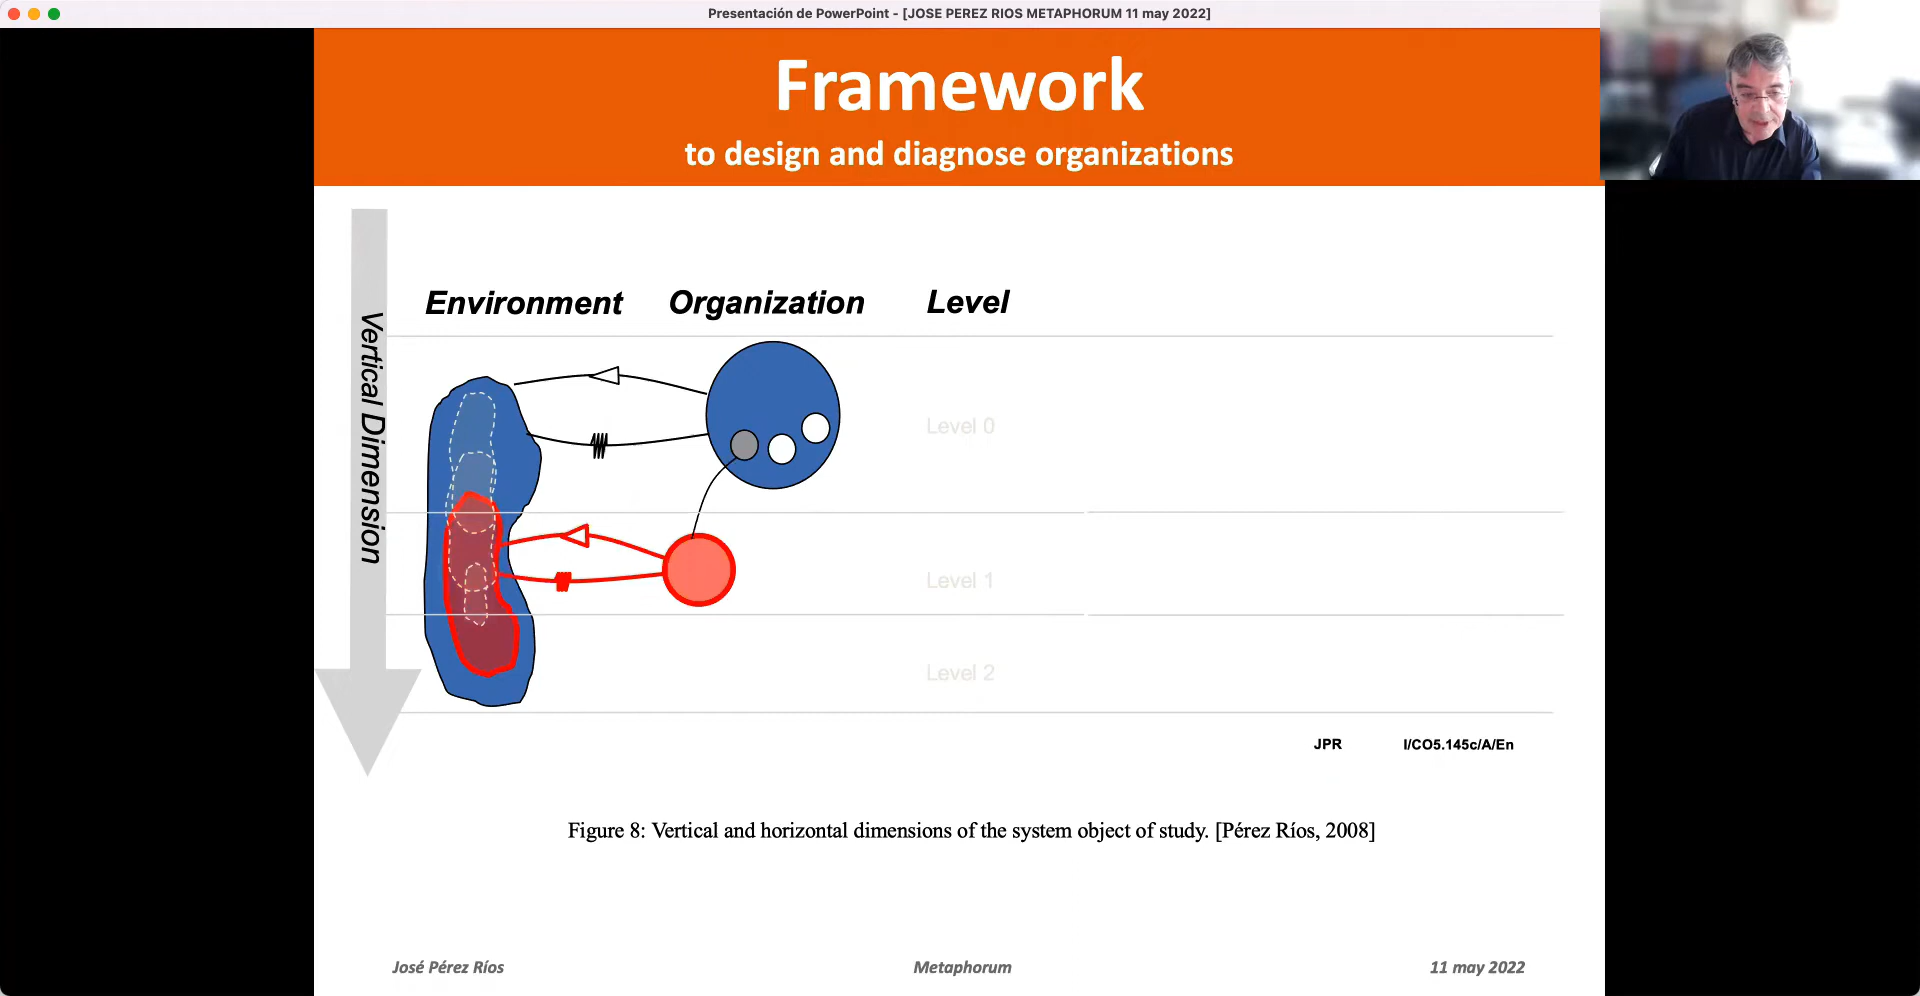 Presentación de PowerPoint - [JOSE PEREZ RIOS METAPHORUM 11 may 2022]
Framework
to design and diagnose organizations
Vertical Dimension
Environment Organization Level
Level 0
Level 1
Level 2
JPR I/CO5.145c/A/En
Figure 8: Vertical and horizontal dimensions of the system object of study. [Pérez Ríos, 2008]
José Pérez Ríos Metaphorum 11 may 2022